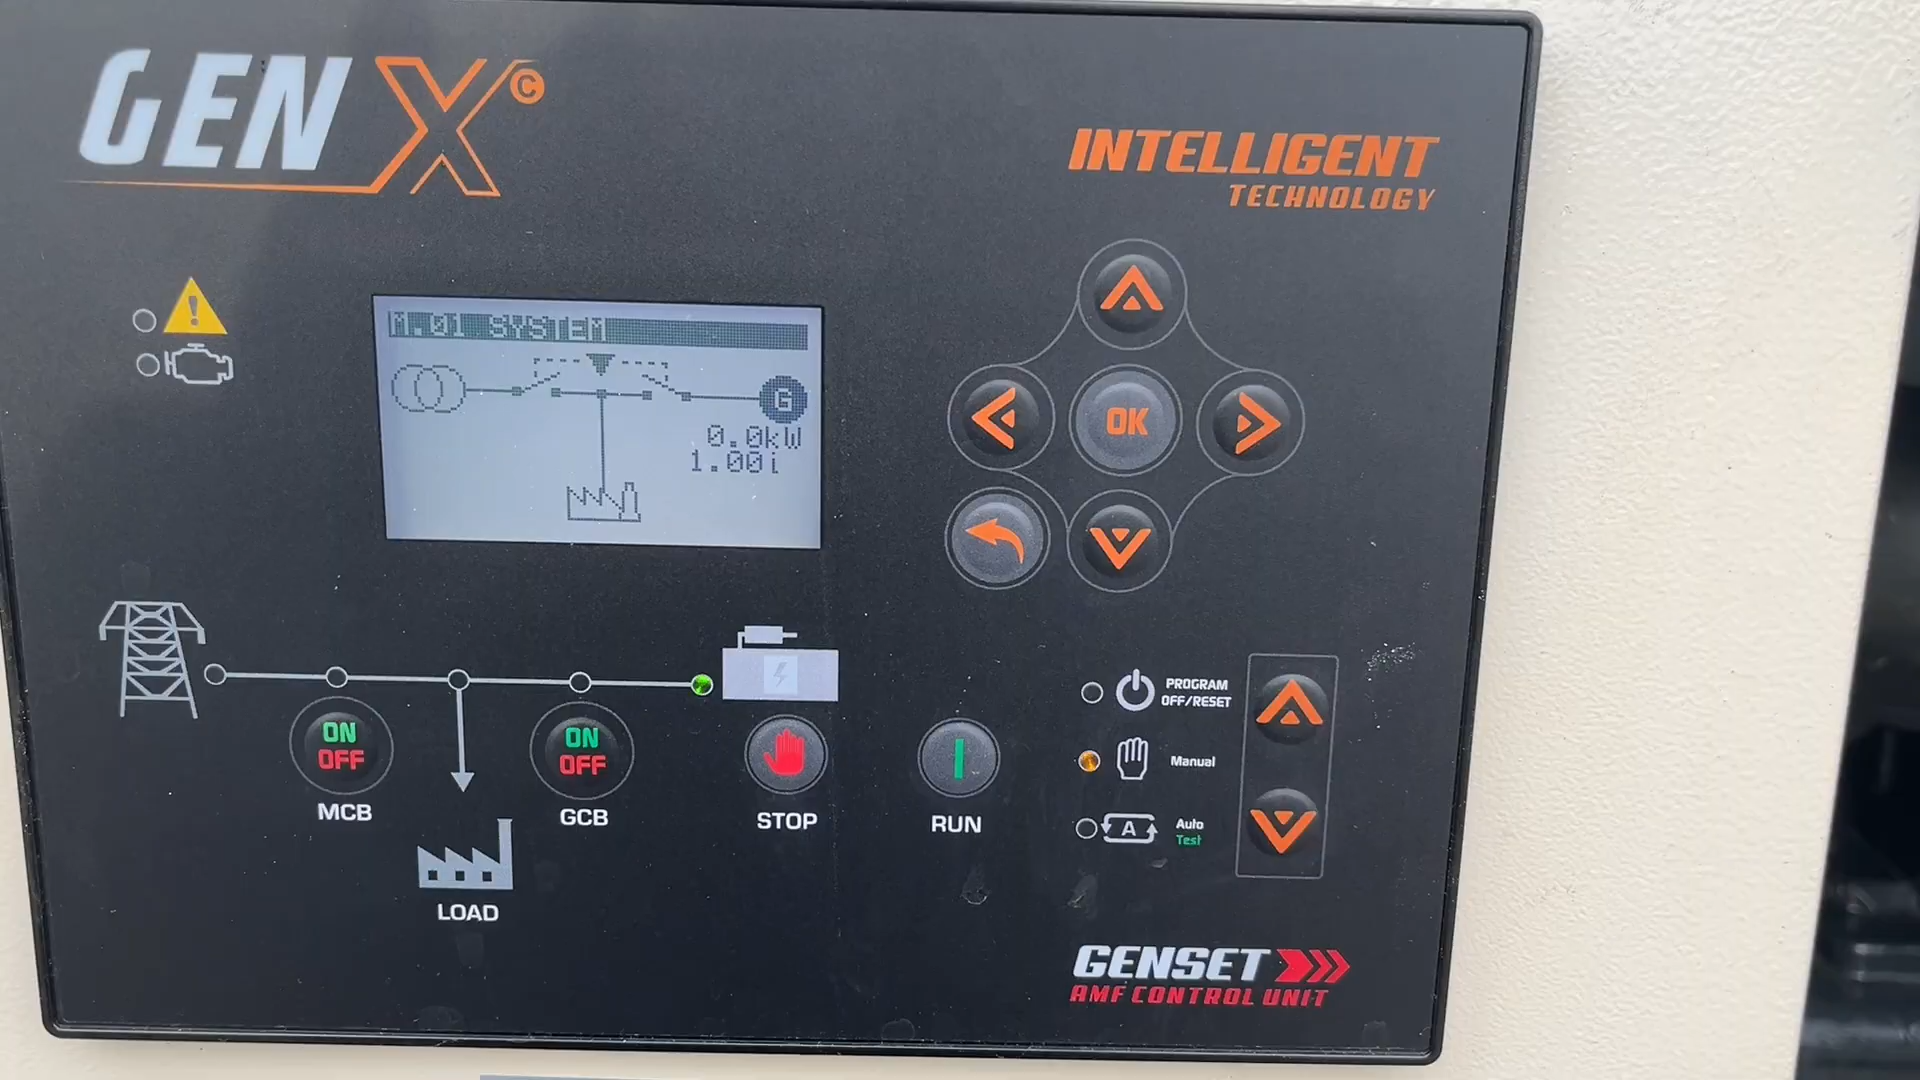 GEN X ©
INTELLIGENT
TECHNOLOGY
M.01 SYSTEM
G
0.0kW
1.00i
OK
PROGRAM
OFF/RESET
Manual
A
Auto
Test
ON
OFF
MCB
ON
OFF
GCB
STOP
RUN
LOAD
GENSET
AMF CONTROL UNIT